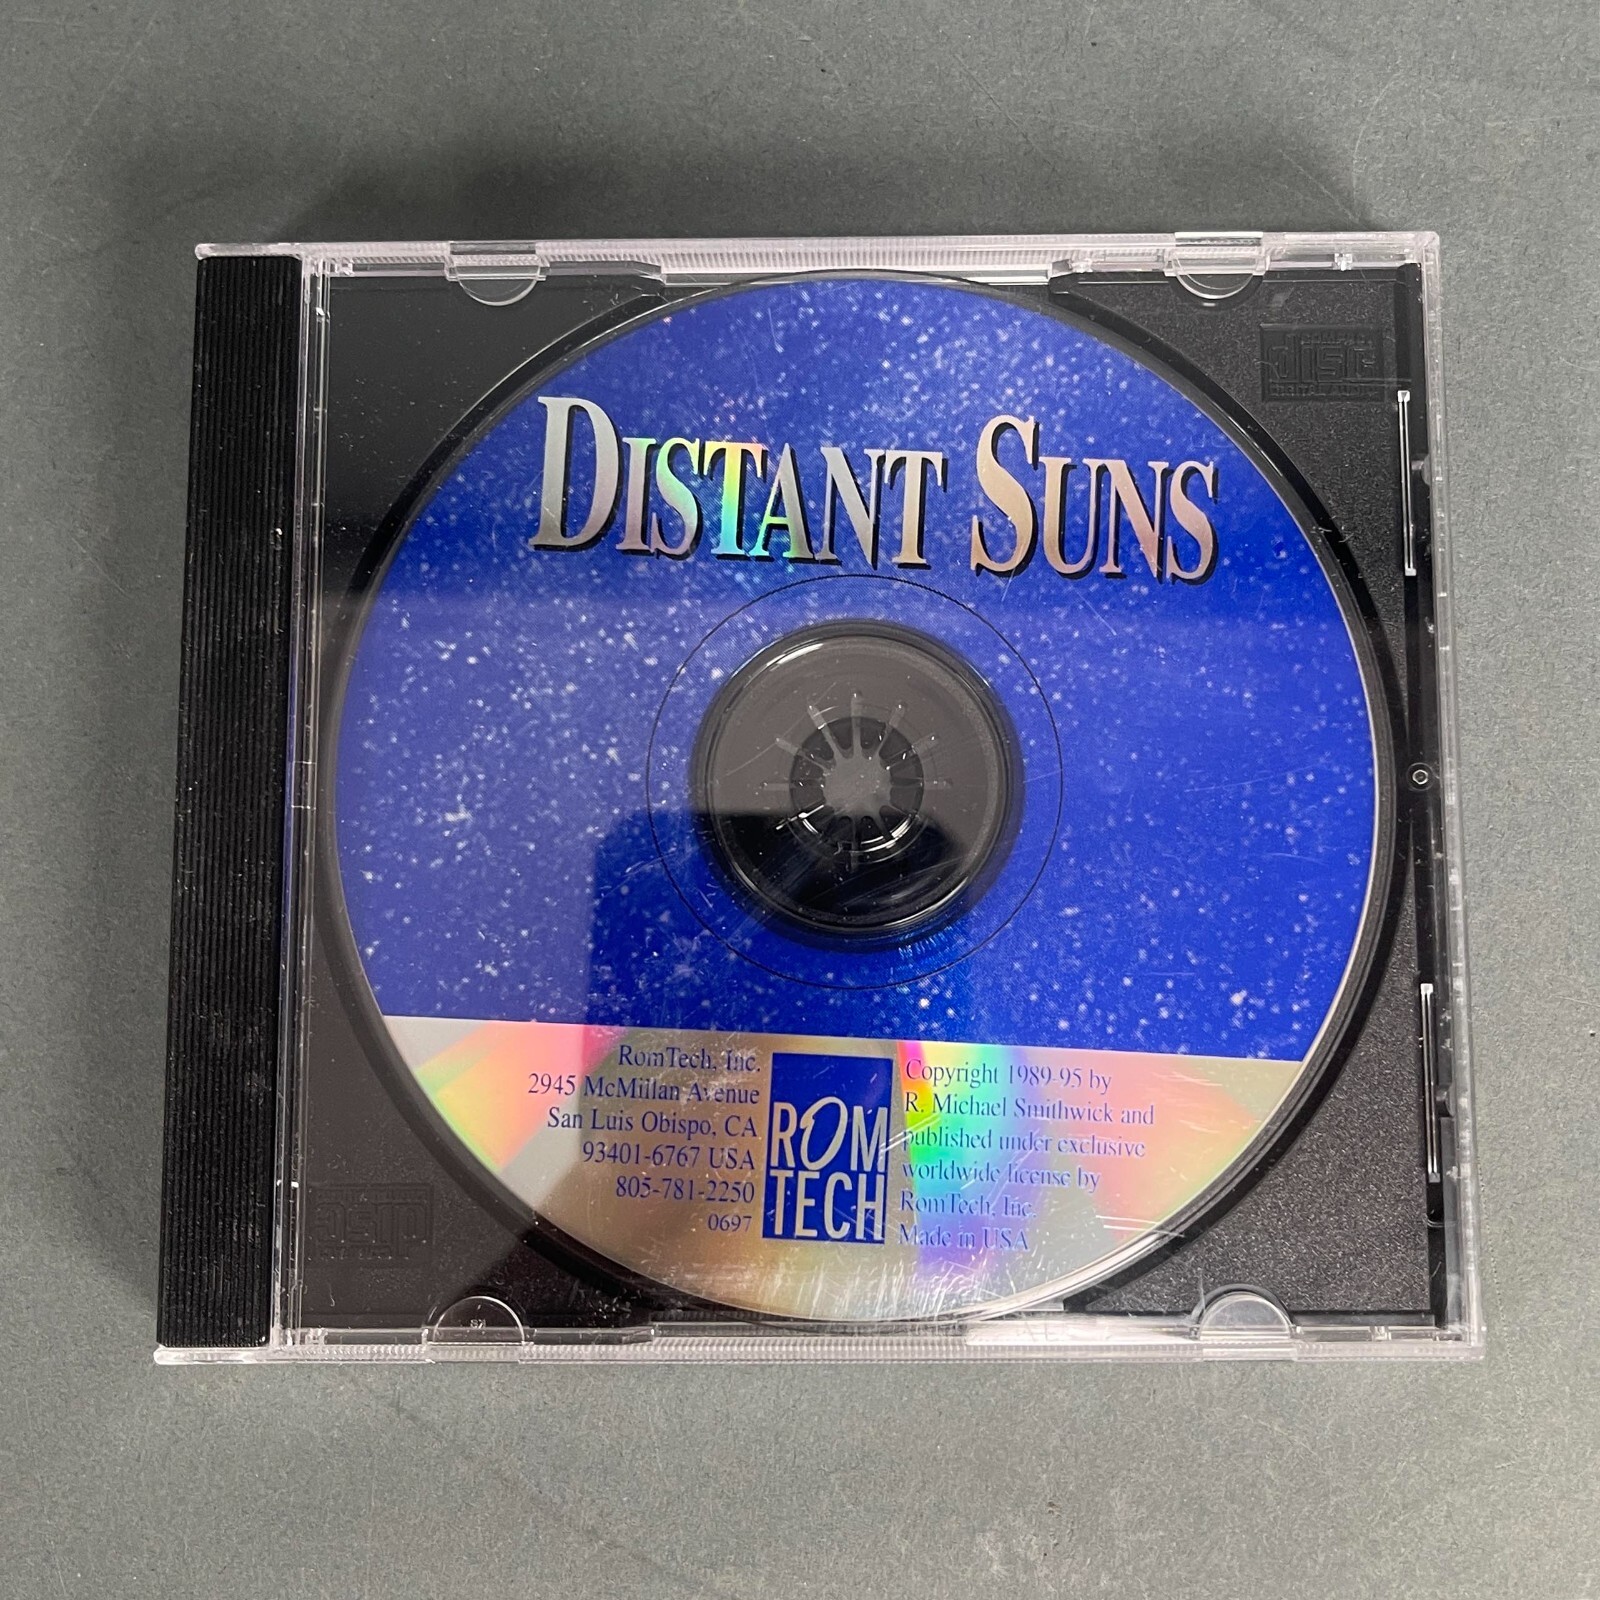 DISTANT SUNS
RomTech, Inc.
2945 McMillan Avenue
San Luis Obispo, CA
93401-6767 USA
805-781-2250
0697
ROM
TECH
Copyright 1989-95 by
R. Michael Smithwick and
published under exclusive
worldwide license by
RomTech, Inc.
Made in USA
disc